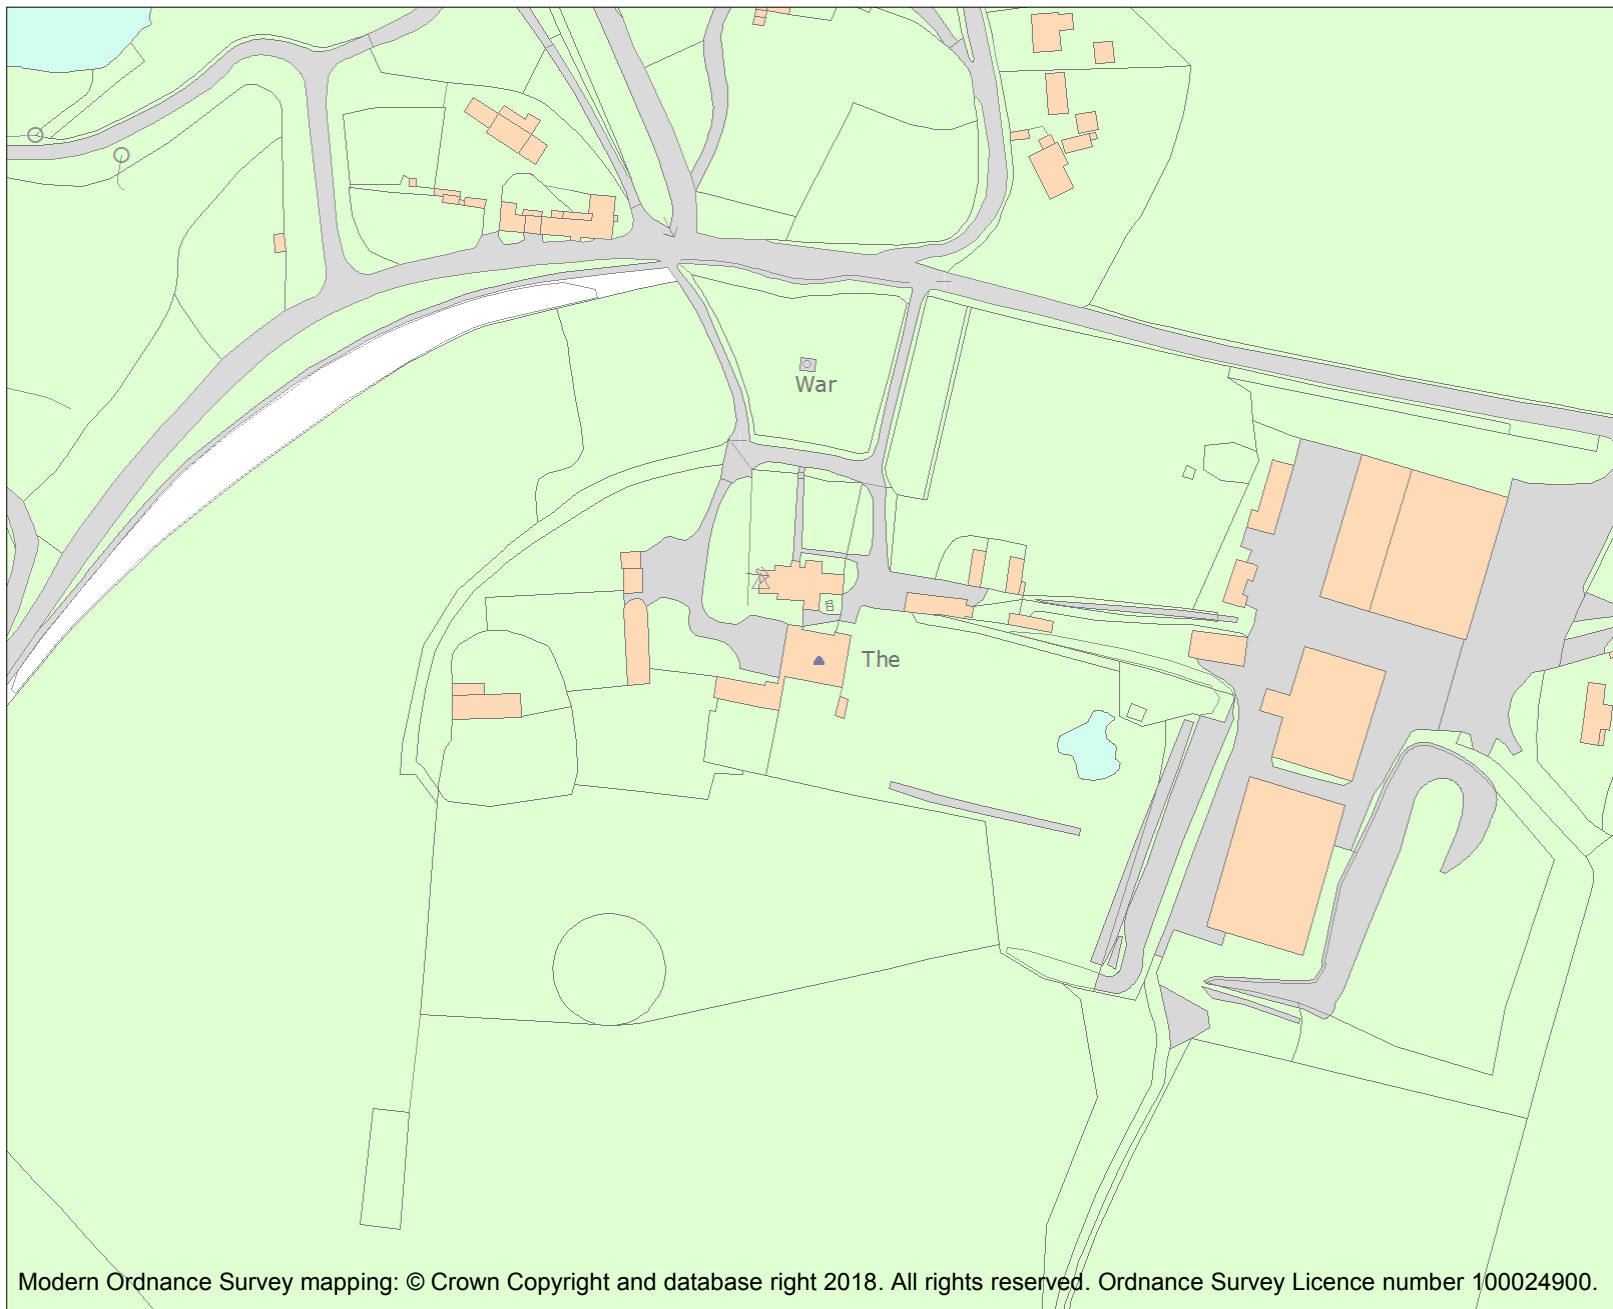 War
The
Modern Ordnance Survey mapping: © Crown Copyright and database right 2018. All rights reserved. Ordnance Survey Licence number 100024900.